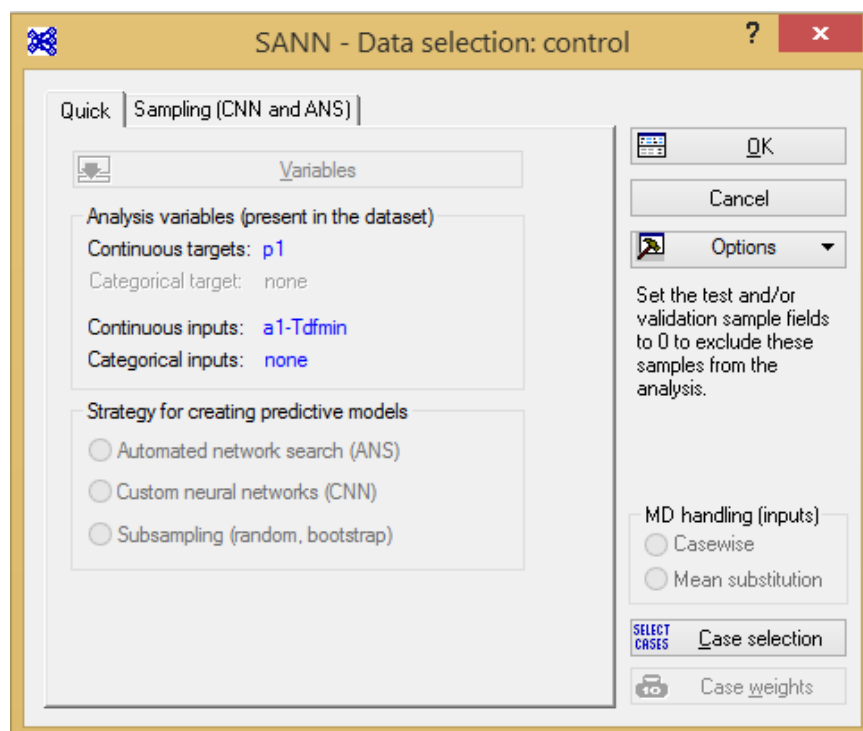 SANN - Data selection: control
?
x
Quick
Sampling (CNN and ANS)
Variables
Analysis variables (present in the dataset)
Continuous targets: p1
Categorical target: none
Continuous inputs: a1-Tdfmin
Categorical inputs: none
Strategy for creating predictive models
Automated network search (ANS)
Custom neural networks (CNN)
Subsampling (random, bootstrap)
OK
Cancel
Options
Set the test and/or
validation sample fields
to 0 to exclude these
samples from the
analysis.
MD handling (inputs)
Casewise
Mean substitution
SELECT
CASES
Case selection
10
Case weights